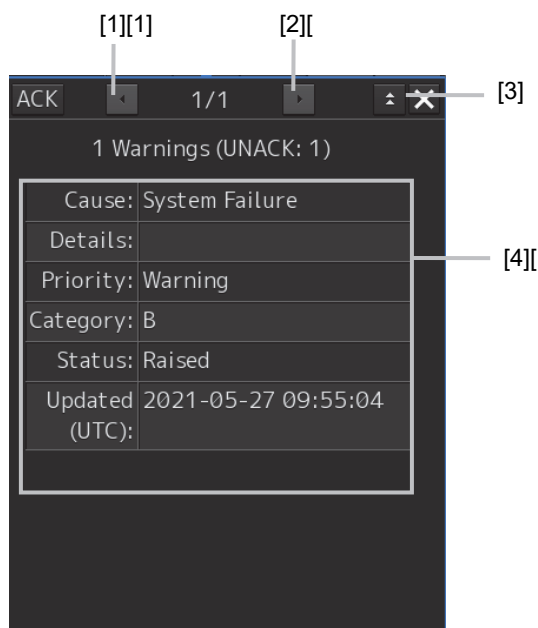 [1][1]
[2][
ACK
1/1
[3]
1 Warnings (UNACK: 1)
Cause: System Failure
Details:
[4][
Priority: Warning
Category: B
Status: Raised
Updated 2021-05-27 09:55:04
(UTC):